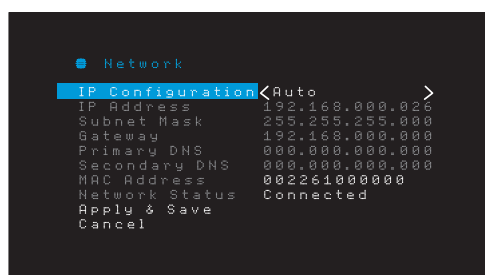 Network
IP Configuration Auto
IP Address 192.168.000.026
Subnet Mask 255.255.255.000
Gateway 192.168.000.000
Primary DNS 000.000.000.000
Secondary DNS 000.000.000.000
MAC Address 002261000000
Network Status Connected
Apply & Save
Cancel